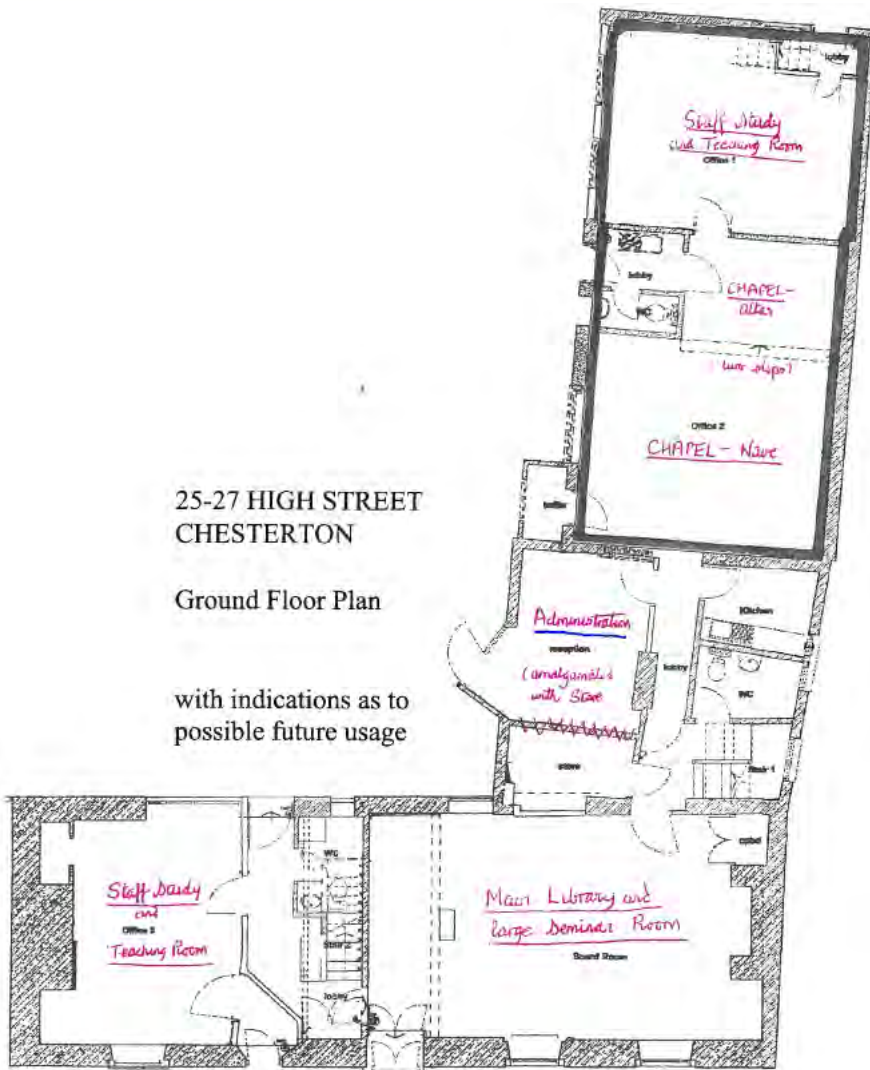 lobby
Staff Study
and Teaching Room
Office 1
lobby
WC
CHAPEL-
altar
two steps
Office 2
CHAPEL - Nave
25-27 HIGH STREET
CHESTERTON
Ground Floor Plan
with indications as to
possible future usage
Administration
reception
(amalgamated
with Store
Kitchen
lobby
WC
store
Stair 1
Staff Study
and
Office 3
Teaching Room
WC
Stair 2
lobby
Main Library and
large Seminar Room
Board Room
cpbd